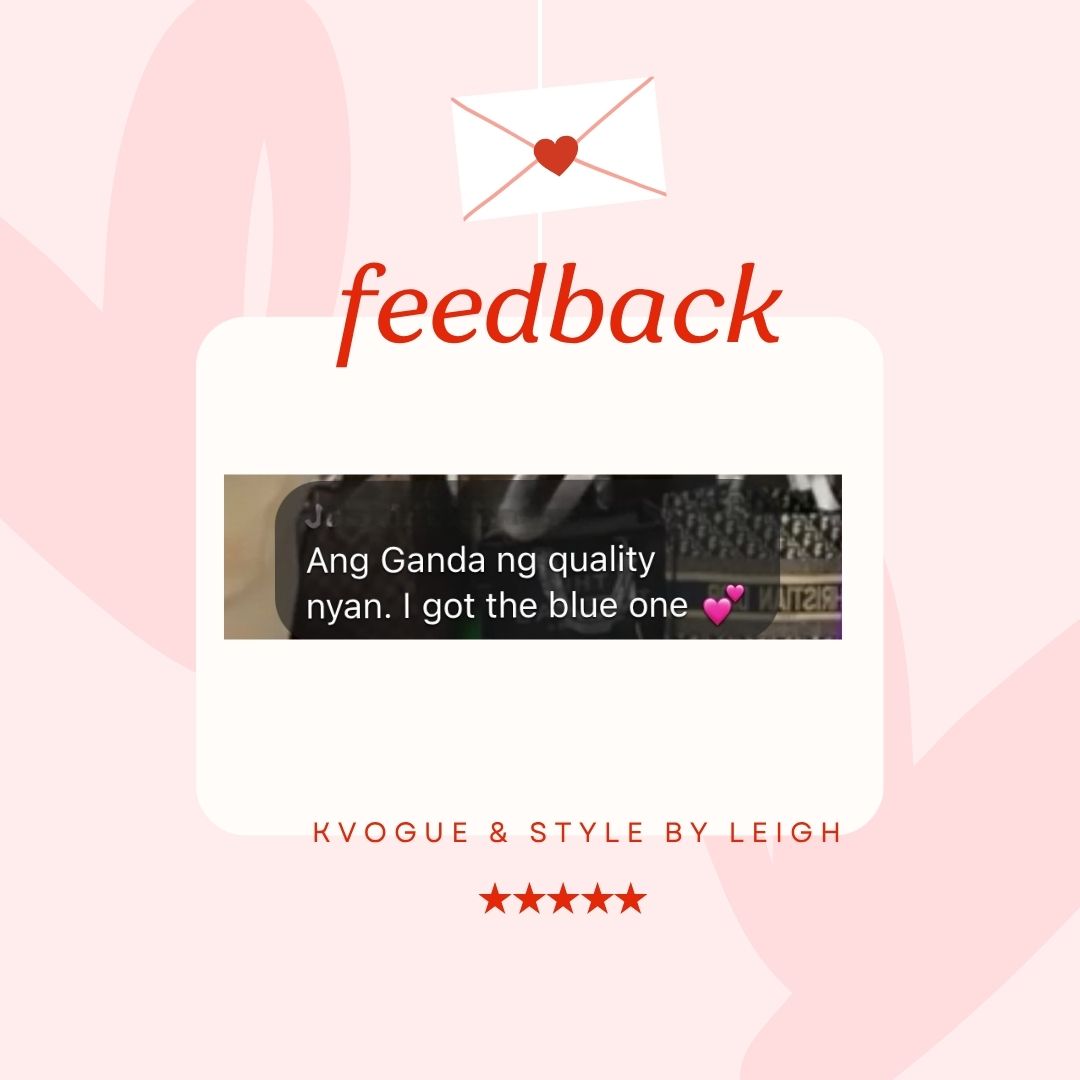 feedback
Ang Ganda ng quality
nyan. I got the blue one 💕
KVOGUE & STYLE BY LEIGH
★★★★★